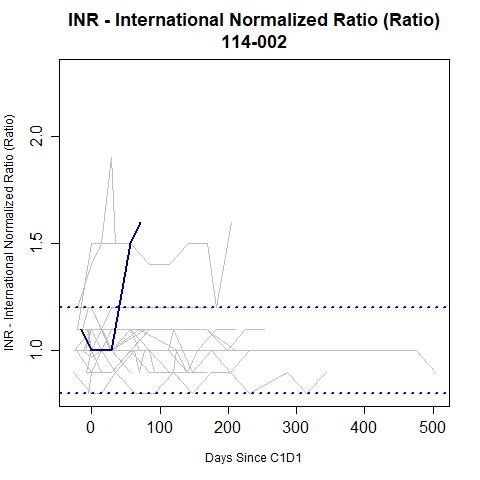 INR - International Normalized Ratio (Ratio)
114-002
INR - International Normalized Ratio (Ratio)
2.0
1.5
1.0
0 100 200 300 400 500
Days Since C1D1